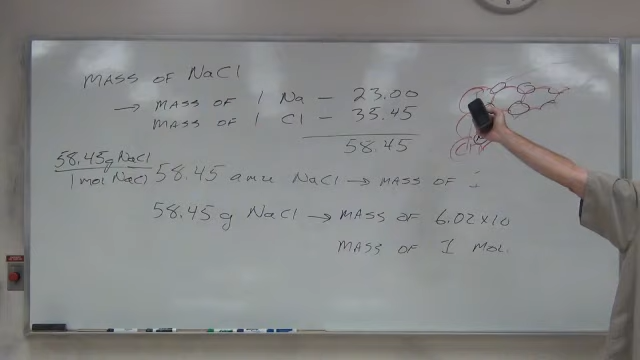 MASS OF NaCl
→ MASS OF 1 Na — 23.00
MASS OF 1 Cl — 35.45
58.45
58.45g NaCl
1 mol NaCl
58.45 amu NaCl → MASS OF
58.45 g NaCl → MASS OF 6.02 x 10
MASS OF 1 MOL.